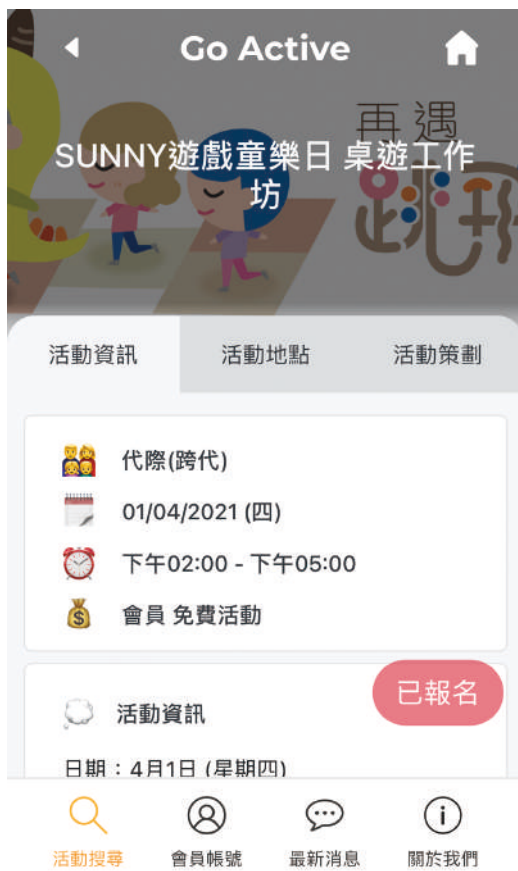 Go Active
再遇
SUNNY遊戲童樂日 桌遊工作
坊
跳飛
活動資訊
活動地點
活動策劃
代際(跨代)
01/04/2021 (四)
下午02:00 - 下午05:00
會員 免費活動
已報名
活動資訊
日期：4月1日 (星期四)
活動搜尋
會員帳號
最新消息
關於我們